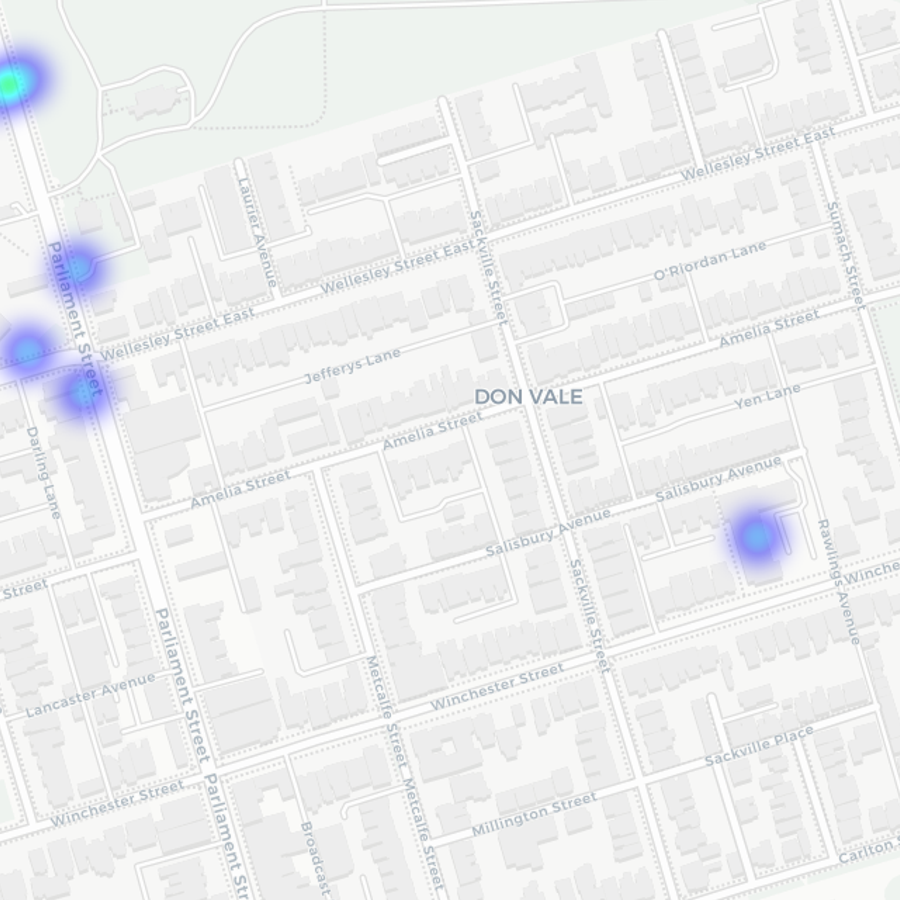 Wellesley Street East
Laurier Avenue
Sackville Street
Sumach Street
Parliament Street
Wellesley Street East
O'Riordan Lane
Wellesley Street East
Amelia Street
Jefferys Lane
DON VALE
Yen Lane
Amelia Street
Darling Lane
Amelia Street
Salisbury Avenue
Salisbury Avenue
Rawlings Avenue
Street
Sackville Street
Winche
Parliament Street
Metcalfe Street
Lancaster Avenue
Winchester Street
Sackville Place
Winchester Street
Parliament Str
Metcalfe Street
Millington Street
Broadcast
Carlton